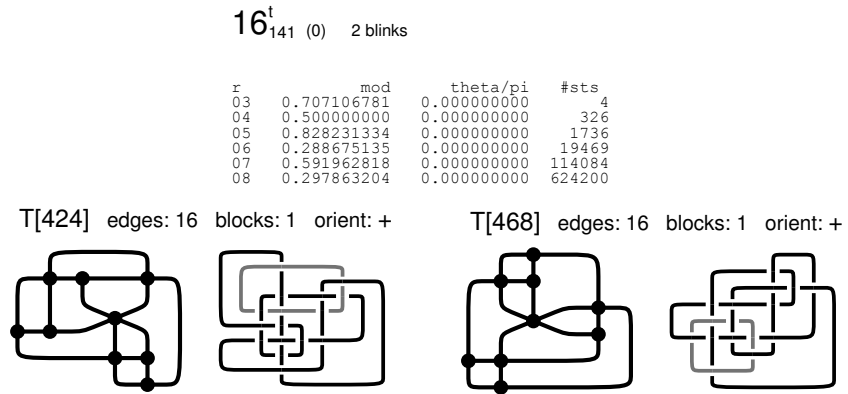 16^t_141 (0) 2 blinks
r mod theta/pi #sts
03 0.707106781 0.000000000 4
04 0.500000000 0.000000000 326
05 0.828231334 0.000000000 1736
06 0.288675135 0.000000000 19469
07 0.591962818 0.000000000 114084
08 0.297863204 0.000000000 624200
T[424] edges: 16 blocks: 1 orient: + T[468] edges: 16 blocks: 1 orient: +